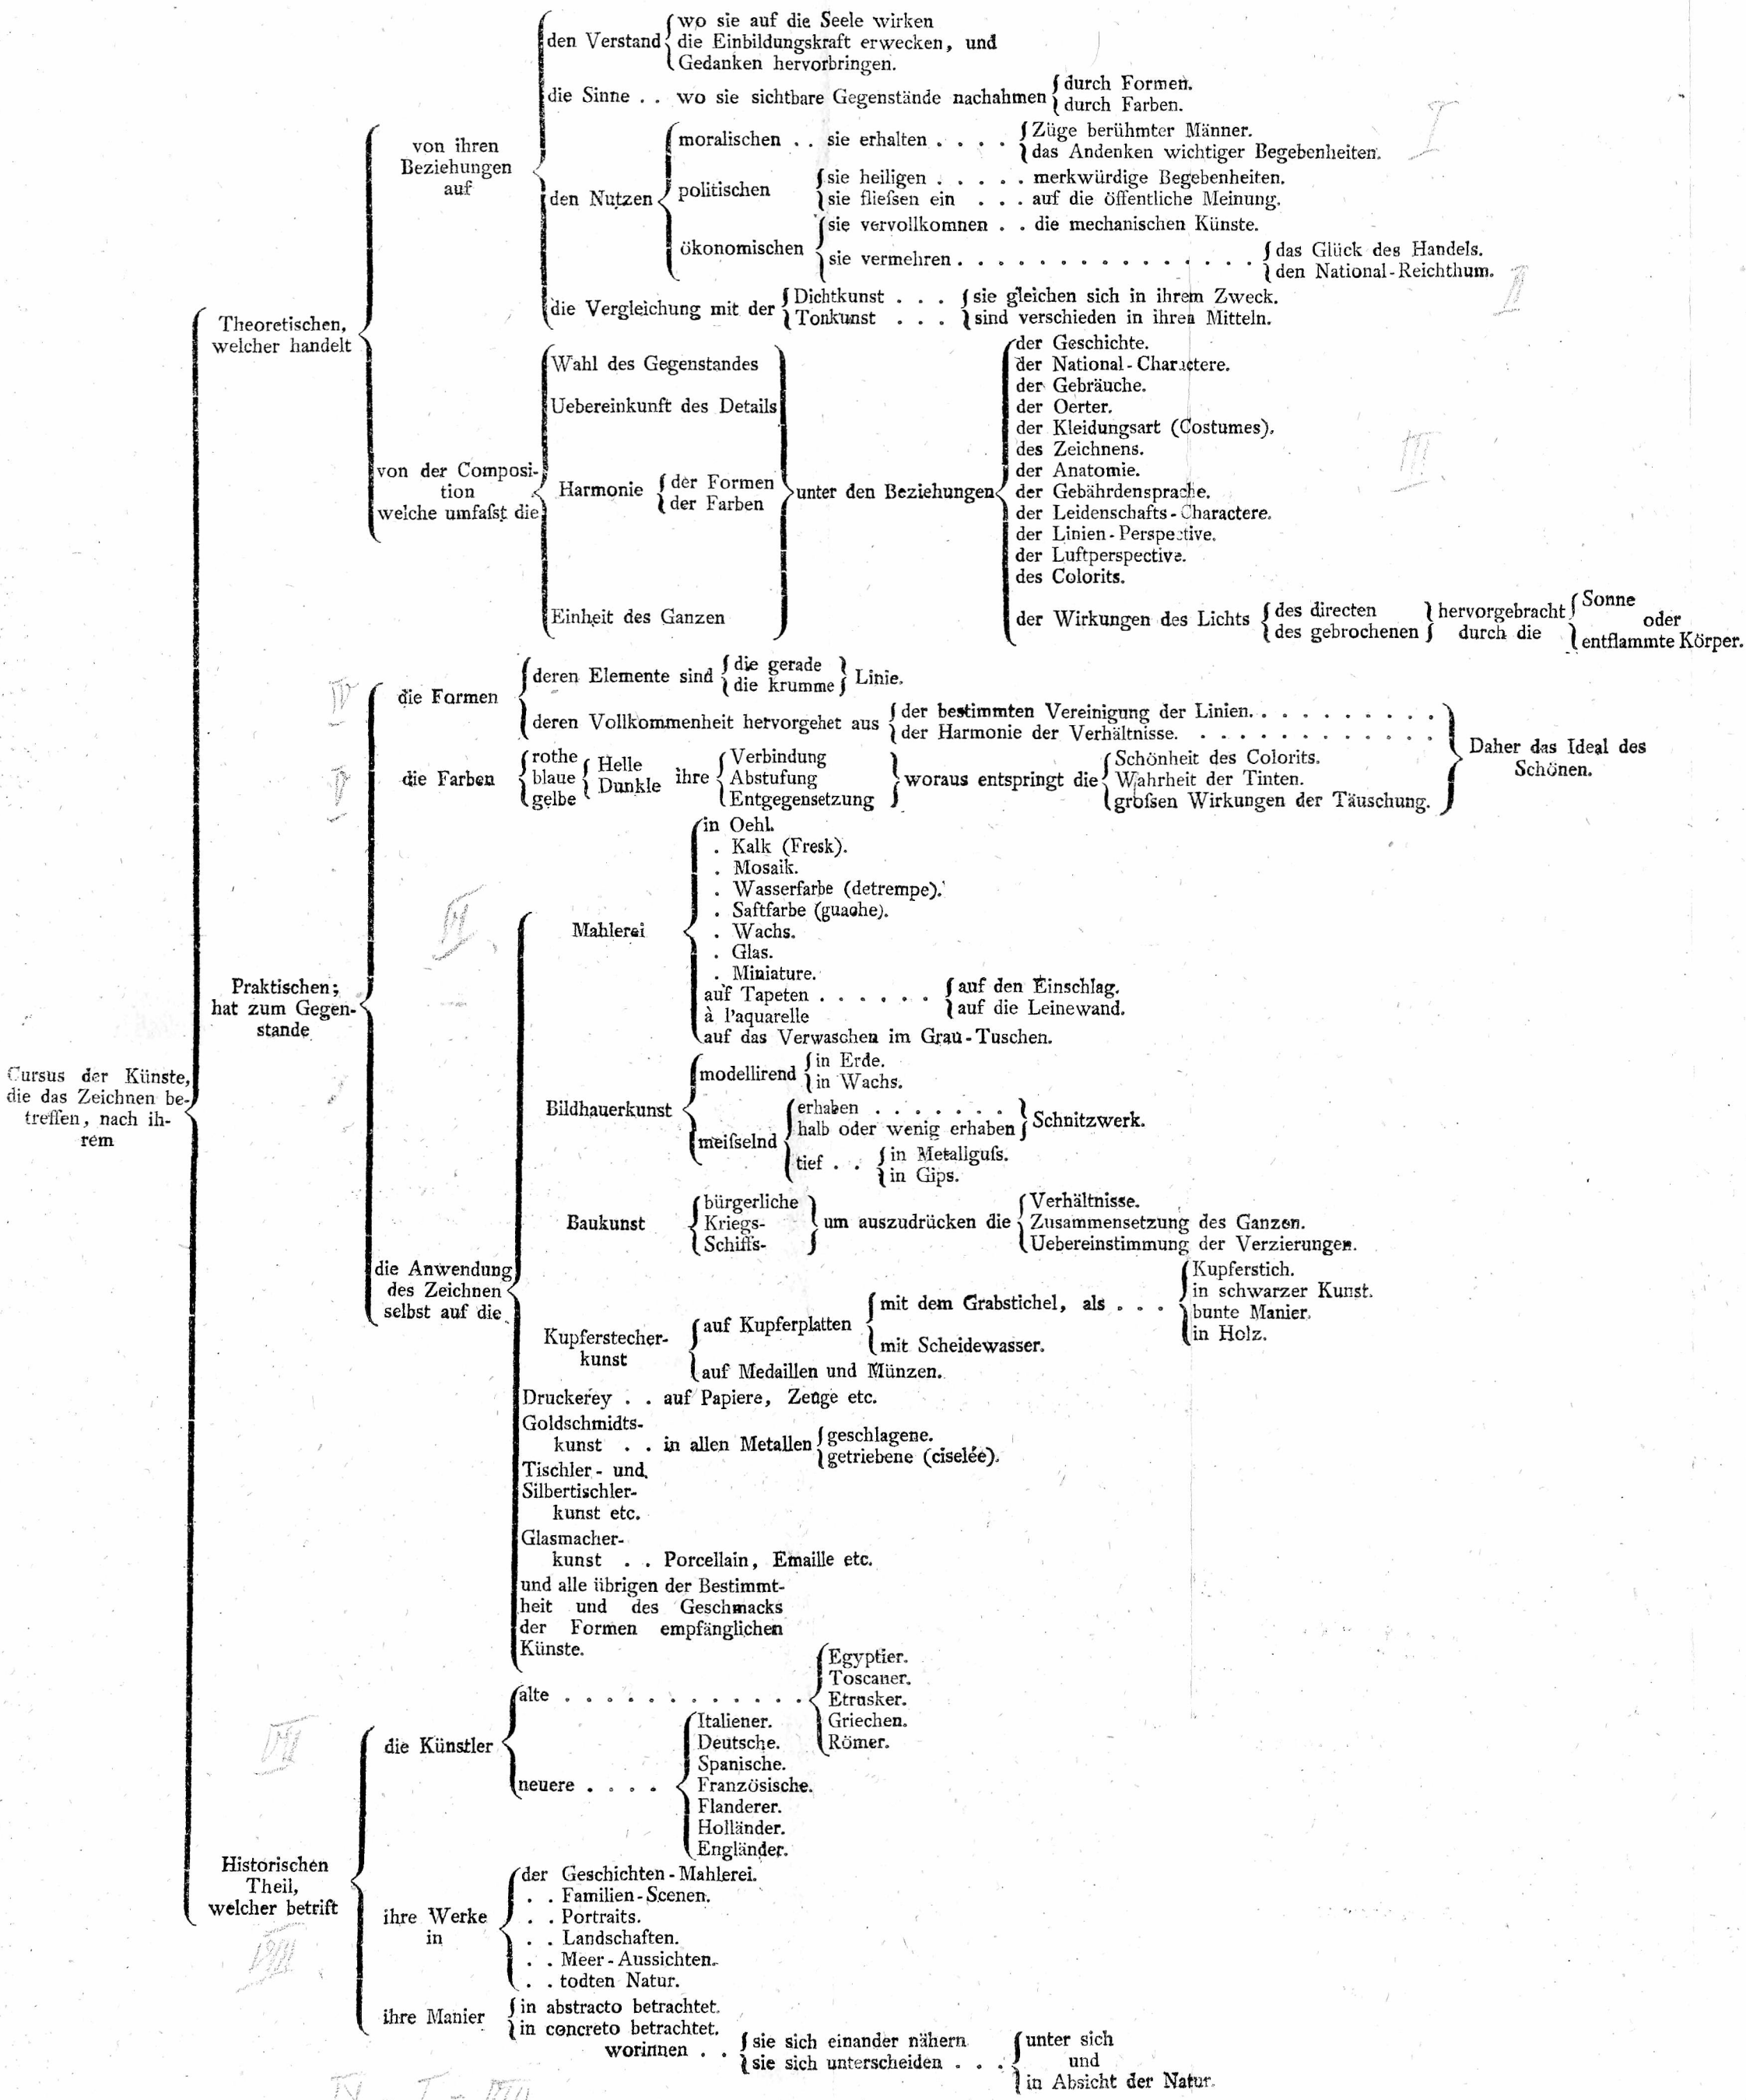 Cursus der Künste,
die das Zeichnen be-
treffen, nach ih-
rem
Theoretischen,
welcher handelt
von ihren
Beziehungen
auf
den Verstand
wo sie auf die Seele wirken
die Einbildungskraft erwecken, und
Gedanken hervorbringen.
die Sinne . . wo sie sichtbare Gegenstände nachahmen
durch Formen.
durch Farben.
den Nutzen
moralischen . . sie erhalten . . . .
Züge berühmter Männer.
das Andenken wichtiger Begebenheiten.
politischen
sie heiligen . . . . . merkwürdige Begebenheiten.
sie fliefsen ein . . . auf die öffentliche Meinung.
ökonomischen
sie vervollkomnen . . die mechanischen Künste.
sie vermehren . . . . . . . . . . . . . . .
das Glück des Handels.
den National-Reichthum.
die Vergleichung mit der
Dichtkunst . . .
Tonkunst . . .
sie gleichen sich in ihrem Zweck.
sind verschieden in ihren Mitteln.
von der Composi-
tion
welche umfafst die
Wahl des Gegenstandes
Uebereinkunft des Details
Harmonie
der Formen
der Farben
Einheit des Ganzen
unter den Beziehungen
der Geschichte.
der National-Charactere.
der Gebräuche.
der Oerter.
der Kleidungsart (Costumes).
des Zeichnens.
der Anatomie.
der Gebährdensprache.
der Leidenschafts-Charactere.
der Linien-Perspective.
der Luftperspective.
des Colorits.
der Wirkungen des Lichts
des directen
des gebrochenen
hervorgebracht
durch die
Sonne
oder
entflammte Körper.
Praktischen;
hat zum Gegen-
stande
die Formen
deren Elemente sind
die gerade
die krumme
Linie.
deren Vollkommenheit hervorgehet aus
der bestimmten Vereinigung der Linien. . . . . . . . . .
der Harmonie der Verhältnisse. . . . . . . . . . . . .
die Farben
rothe
blaue
gelbe
Helle
Dunkle
ihre
Verbindung
Abstufung
Entgegensetzung
woraus entspringt die
Schönheit des Colorits.
Wahrheit der Tinten.
grofsen Wirkungen der Täuschung.
Daher das Ideal des
Schönen.
die Anwendung
des Zeichnen
selbst auf die
Mahlerei
in Oehl.
. Kalk (Fresk).
. Mosaik.
. Wasserfarbe (detrempe).
. Saftfarbe (guache).
. Wachs.
. Glas.
. Miniature.
auf Tapeten . . . . . .
auf den Einschlag.
auf die Leinewand.
à l'aquarelle
auf das Verwaschen im Grau-Tuschen.
Bildhauerkunst
modellirend
in Erde.
in Wachs.
meifselnd
erhaben . . . . . . .
halb oder wenig erhaben
Schnitzwerk.
tief . .
in Metallgufs.
in Gips.
Baukunst
bürgerliche
Kriegs-
Schiffs-
um auszudrücken die
Verhältnisse.
Zusammensetzung des Ganzen.
Uebereinstimmung der Verzierungen.
Kupferstecher-
kunst
auf Kupferplatten
mit dem Grabstichel, als . . .
Kupferstich.
in schwarzer Kunst.
bunte Manier.
in Holz.
mit Scheidewasser.
auf Medaillen und Münzen.
Druckerey . . auf Papiere, Zeuge etc.
Goldschmidts-
kunst . . in allen Metallen
geschlagene.
getriebene (ciselée).
Tischler- und
Silbertischler-
kunst etc.
Glasmacher-
kunst . . Porcellain, Emaille etc.
und alle übrigen der Bestimmt-
heit und des Geschmacks
der Formen empfänglichen
Künste.
Historischen
Theil,
welcher betrift
die Künstler
alte . . . . . . . . . . . .
Egyptier.
Toscaner.
Etrusker.
Griechen.
Römer.
neuere . . . .
Italiener.
Deutsche.
Spanische.
Französische.
Flanderer.
Holländer.
Engländer.
ihre Werke
in
der Geschichten-Mahlerei.
. . Familien-Scenen.
. . Portraits.
. . Landschaften.
. . Meer-Aussichten.
. . todten Natur.
ihre Manier
in abstracto betrachtet.
in concreto betrachtet.
worinnen . .
sie sich einander nähern
sie sich unterscheiden . . .
unter sich
und
in Absicht der Natur.
I
II
III
IV
V
VI
VII
VIII